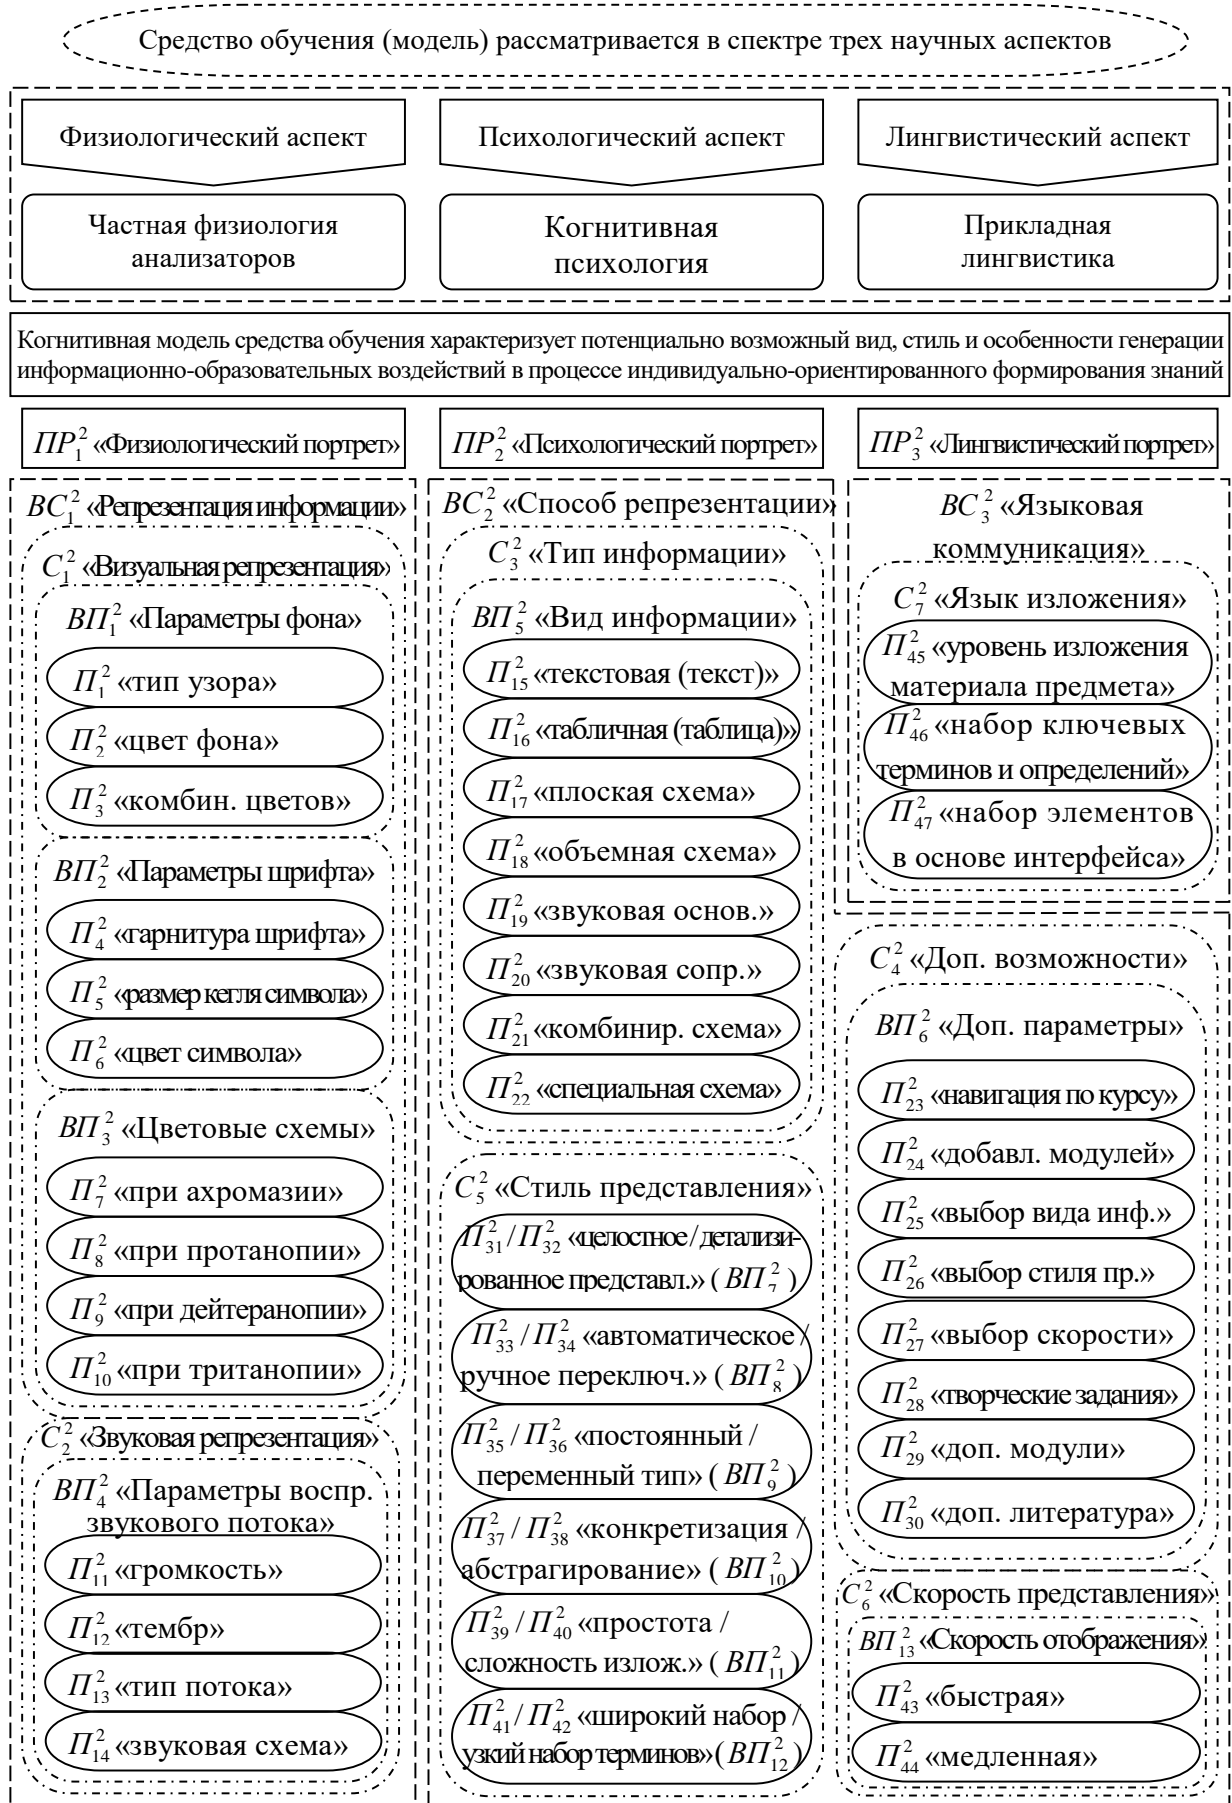 Средство обучения (модель) рассматривается в спектре трех научных аспектов
Физиологический аспект
Психологический аспект
Лингвистический аспект
Частная физиология
анализаторов
Когнитивная
психология
Прикладная
лингвистика
Когнитивная модель средства обучения характеризует потенциально возможный вид, стиль и особенности генерации
информационно-образовательных воздействий в процессе индивидуально-ориентированного формирования знаний
ПР₁² «Физиологический портрет»
ПР₂² «Психологический портрет»
ПР₃² «Лингвистический портрет»
ВС₁² «Репрезентация информации»
С₁² «Визуальная репрезентация»
ВП₁² «Параметры фона»
П₁² «тип узора»
П₂² «цвет фона»
П₃² «комбин. цветов»
ВП₂² «Параметры шрифта»
П₄² «гарнитура шрифта»
П₅² «размер кегля символа»
П₆² «цвет символа»
ВП₃² «Цветовые схемы»
П₇² «при ахромазии»
П₈² «при протанопии»
П₉² «при дейтеранопии»
П₁₀² «при тританопии»
С₂² «Звуковая репрезентация»
ВП₄² «Параметры воспр.
звукового потока»
П₁₁² «громкость»
П₁₂² «тембр»
П₁₃² «тип потока»
П₁₄² «звуковая схема»
ВС₂² «Способ репрезентации»
С₃² «Тип информации»
ВП₅² «Вид информации»
П₁₅² «текстовая (текст)»
П₁₆² «табличная (таблица)»
П₁₇² «плоская схема»
П₁₈² «объемная схема»
П₁₉² «звуковая основ.»
П₂₀² «звуковая сопр.»
П₂₁² «комбинир. схема»
П₂₂² «специальная схема»
С₅² «Стиль представления»
П₃₁² / П₃₂² «целостное / детализи-
рованное представл.» ( ВП₇² )
П₃₃² / П₃₄² «автоматическое /
ручное переключ.» ( ВП₈² )
П₃₅² / П₃₆² «постоянный /
переменный тип» ( ВП₉² )
П₃₇² / П₃₈² «конкретизация /
абстрагирование» ( ВП₁₀² )
П₃₉² / П₄₀² «простота /
сложность излож.» ( ВП₁₁² )
П₄₁² / П₄₂² «широкий набор /
узкий набор терминов» ( ВП₁₂² )
ВС₃² «Языковая
коммуникация»
С₇² «Язык изложения»
П₄₅² «уровень изложения
материала предмета»
П₄₆² «набор ключевых
терминов и определений»
П₄₇² «набор элементов
в основе интерфейса»
С₄² «Доп. возможности»
ВП₆² «Доп. параметры»
П₂₃² «навигация по курсу»
П₂₄² «добавл. модулей»
П₂₅² «выбор вида инф.»
П₂₆² «выбор стиля пр.»
П₂₇² «выбор скорости»
П₂₈² «творческие задания»
П₂₉² «доп. модули»
П₃₀² «доп. литература»
С₆² «Скорость представления»
ВП₁₃² «Скорость отображения»
П₄₃² «быстрая»
П₄₄² «медленная»